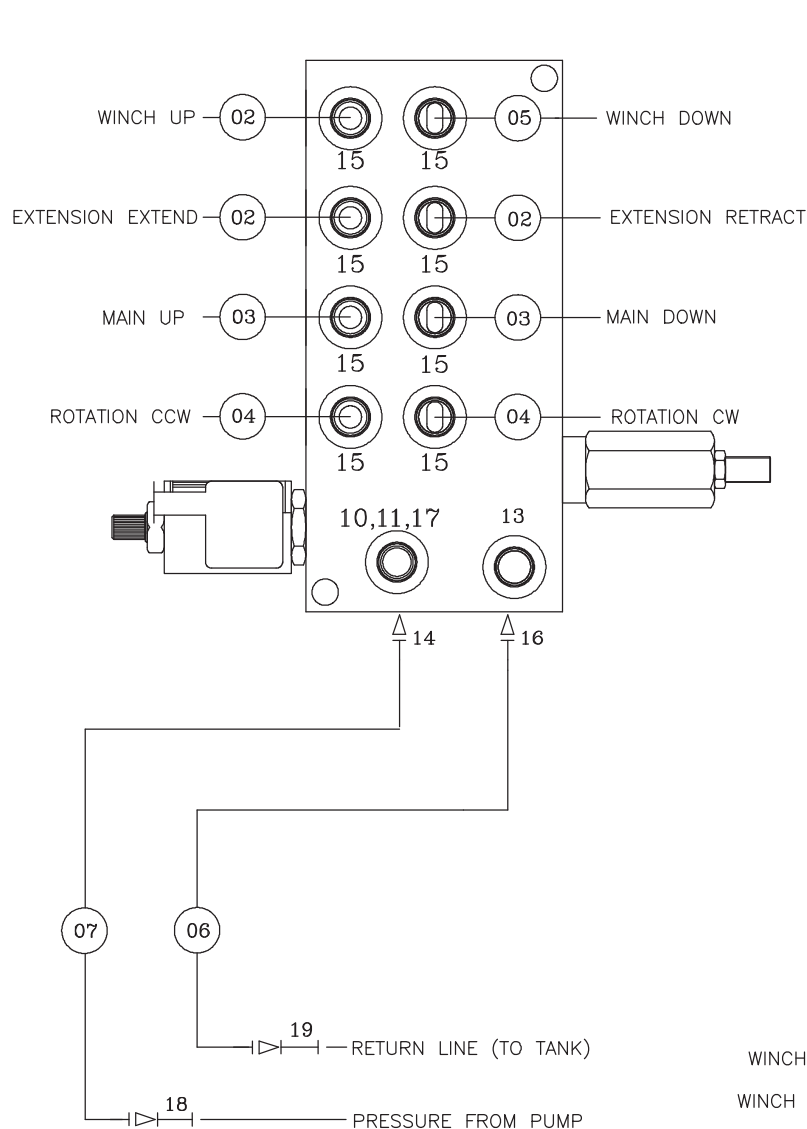 WINCH UP 02 05 WINCH DOWN
15 15
EXTENSION EXTEND 02 02 EXTENSION RETRACT
15 15
MAIN UP 03 03 MAIN DOWN
15 15
ROTATION CCW 04 04 ROTATION CW
15 15
10,11,17 13
14 16
07 06
19
RETURN LINE (TO TANK)
WINCH
18
WINCH
PRESSURE FROM PUMP